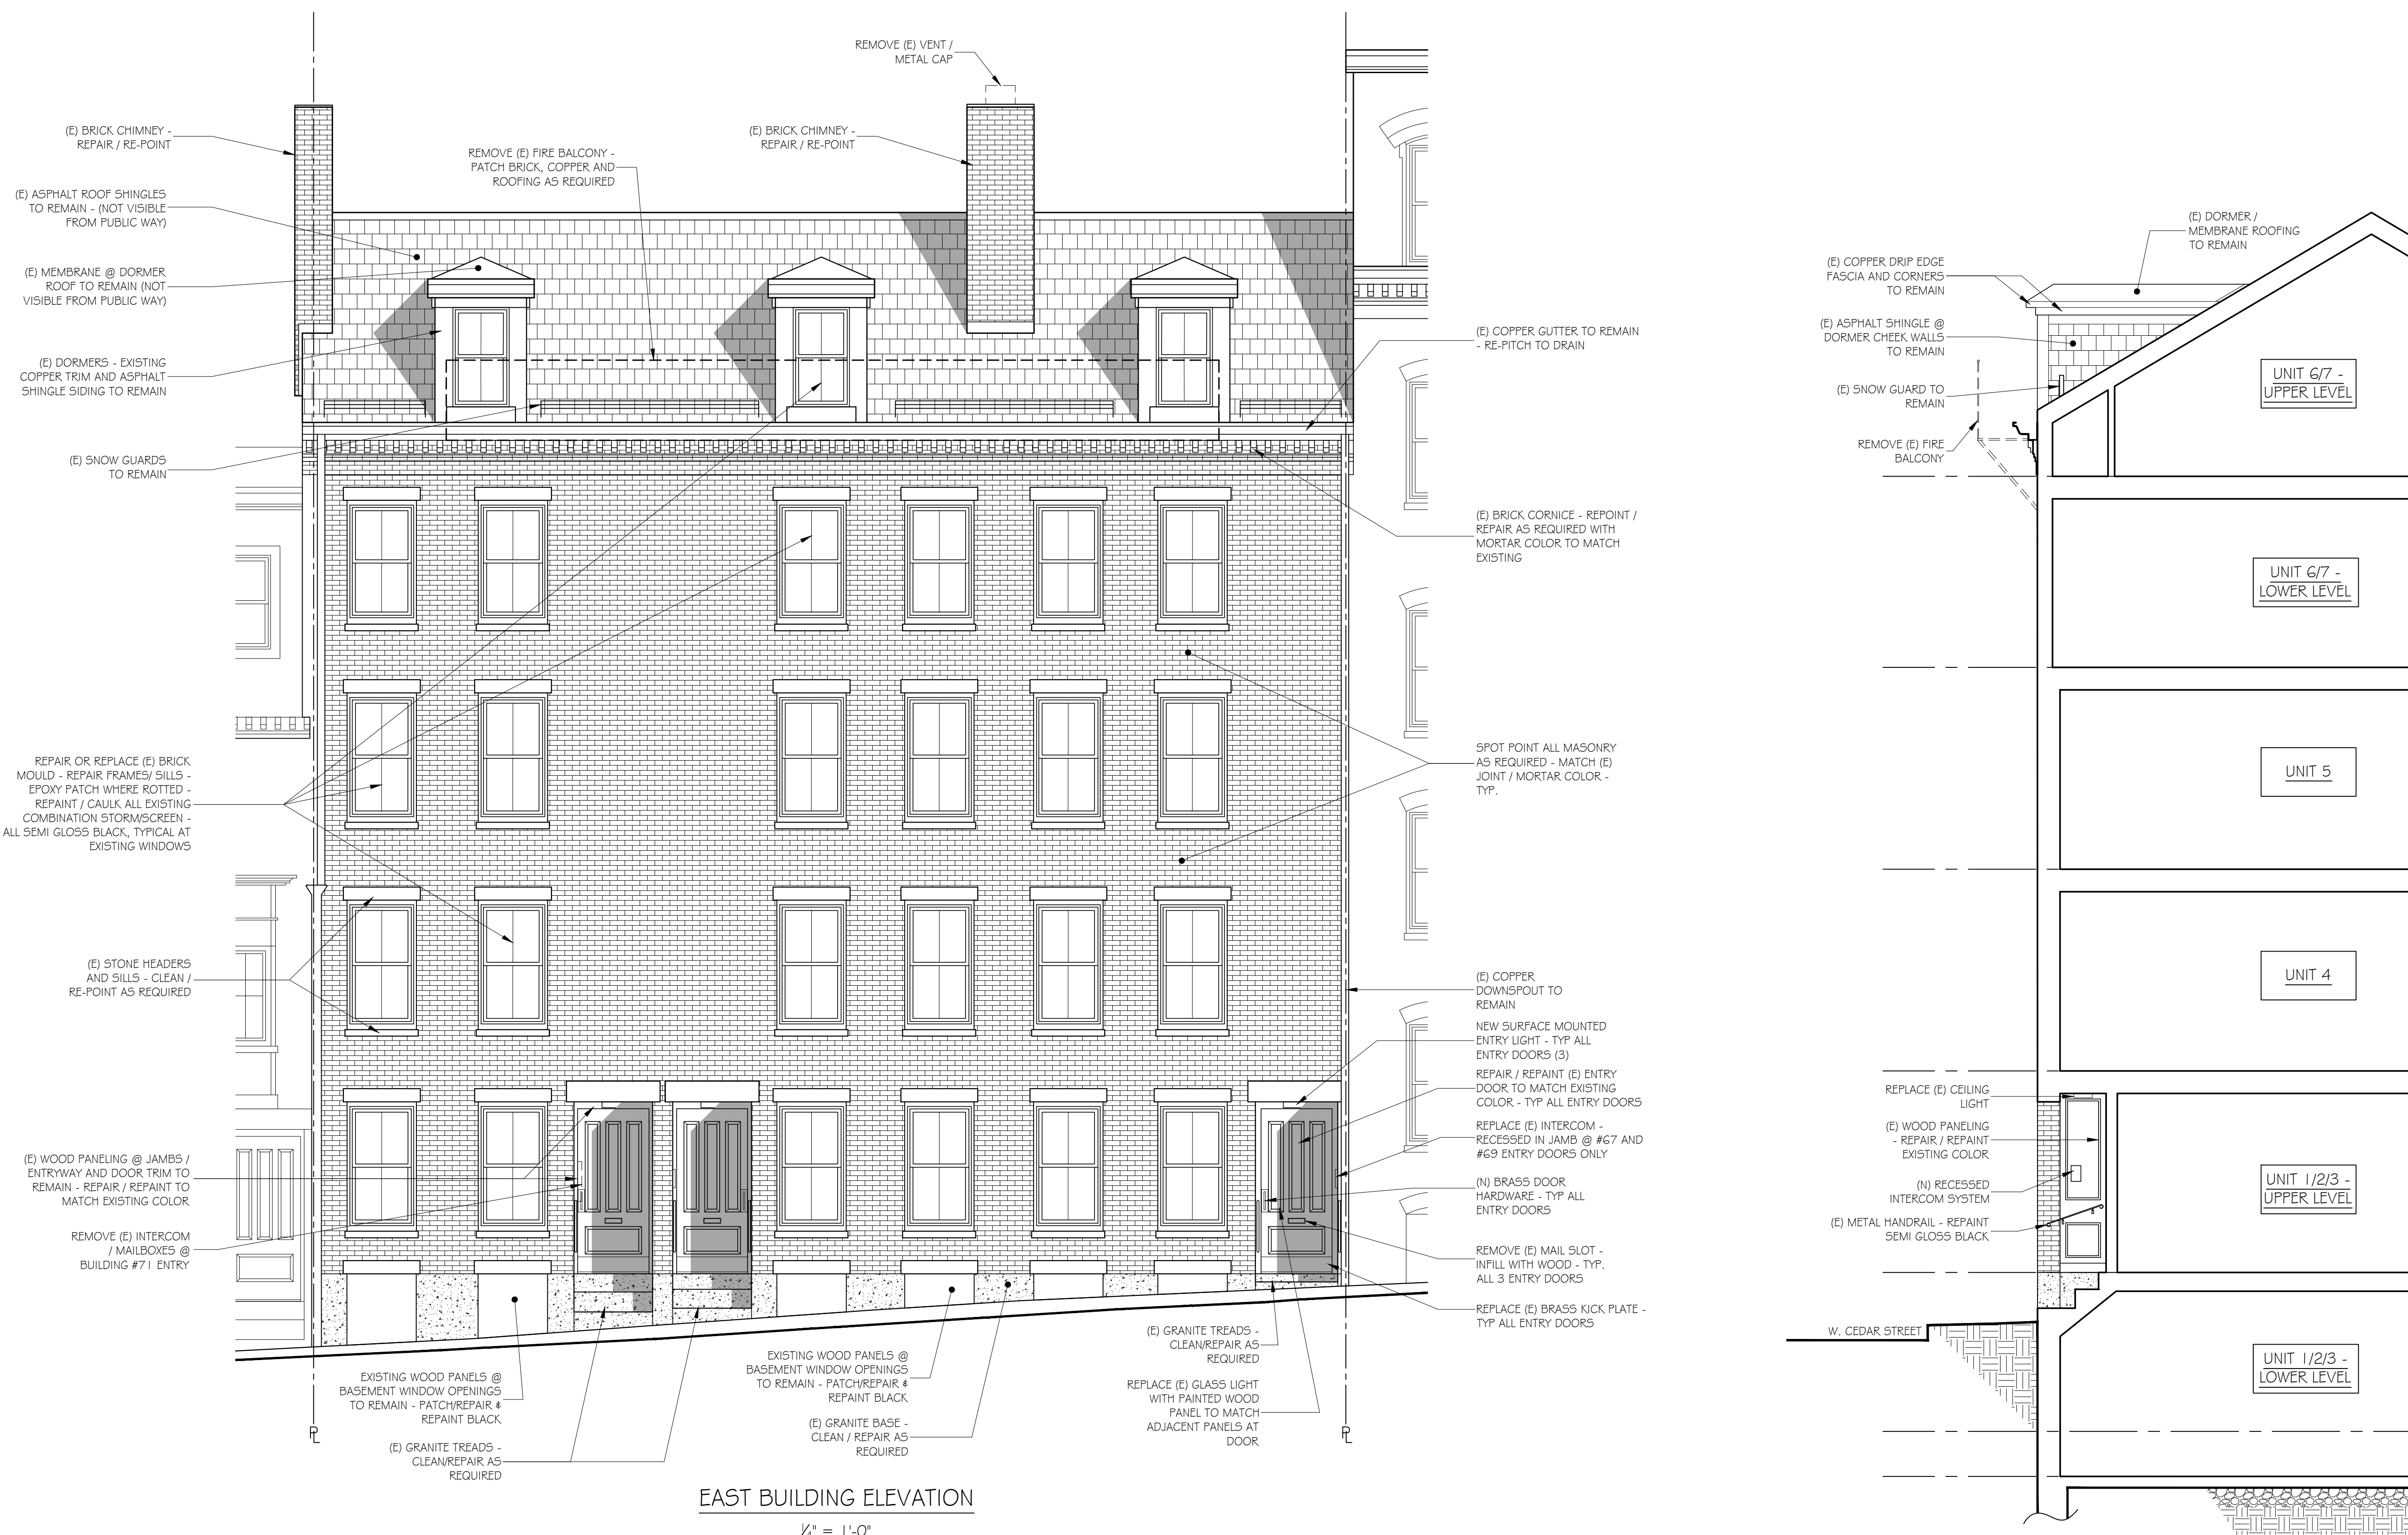 REMOVE (E) VENT /
METAL CAP
(E) BRICK CHIMNEY -
REPAIR / RE-POINT
REMOVE (E) FIRE BALCONY -
PATCH BRICK, COPPER AND
ROOFING AS REQUIRED
(E) BRICK CHIMNEY -
REPAIR / RE-POINT
(E) ASPHALT ROOF SHINGLES
TO REMAIN - (NOT VISIBLE
FROM PUBLIC WAY)
(E) MEMBRANE @ DORMER
ROOF TO REMAIN (NOT
VISIBLE FROM PUBLIC WAY)
(E) DORMERS - EXISTING
COPPER TRIM AND ASPHALT
SHINGLE SIDING TO REMAIN
(E) SNOW GUARDS
TO REMAIN
REPAIR OR REPLACE (E) BRICK
MOULD - REPAIR FRAMES/ SILLS -
EPOXY PATCH WHERE ROTTED -
REPAINT / CAULK ALL EXISTING
COMBINATION STORM/SCREEN -
ALL SEMI GLOSS BLACK, TYPICAL AT
EXISTING WINDOWS
(E) STONE HEADERS
AND SILLS - CLEAN /
RE-POINT AS REQUIRED
(E) WOOD PANELING @ JAMBS /
ENTRYWAY AND DOOR TRIM TO
REMAIN - REPAIR / REPAINT TO
MATCH EXISTING COLOR
REMOVE (E) INTERCOM
/ MAILBOXES @
BUILDING #71 ENTRY
EXISTING WOOD PANELS @
BASEMENT WINDOW OPENINGS
TO REMAIN - PATCH/REPAIR &
REPAINT BLACK
(E) GRANITE TREADS -
CLEAN/REPAIR AS
REQUIRED
EXISTING WOOD PANELS @
BASEMENT WINDOW OPENINGS
TO REMAIN - PATCH/REPAIR &
REPAINT BLACK
(E) GRANITE BASE -
CLEAN / REPAIR AS
REQUIRED
(E) GRANITE TREADS -
CLEAN/REPAIR AS
REQUIRED
REPLACE (E) GLASS LIGHT
WITH PAINTED WOOD
PANEL TO MATCH
ADJACENT PANELS AT
DOOR
PL
PL
(E) COPPER GUTTER TO REMAIN
- RE-PITCH TO DRAIN
(E) BRICK CORNICE - REPOINT /
REPAIR AS REQUIRED WITH
MORTAR COLOR TO MATCH
EXISTING
SPOT POINT ALL MASONRY
AS REQUIRED - MATCH (E)
JOINT / MORTAR COLOR -
TYP.
(E) COPPER
DOWNSPOUT TO
REMAIN
NEW SURFACE MOUNTED
ENTRY LIGHT - TYP ALL
ENTRY DOORS (3)
REPAIR / REPAINT (E) ENTRY
DOOR TO MATCH EXISTING
COLOR - TYP ALL ENTRY DOORS
REPLACE (E) INTERCOM -
RECESSED IN JAMB @ #67 AND
#69 ENTRY DOORS ONLY
(N) BRASS DOOR
HARDWARE - TYP ALL
ENTRY DOORS
REMOVE (E) MAIL SLOT -
INFILL WITH WOOD - TYP.
ALL 3 ENTRY DOORS
REPLACE (E) BRASS KICK PLATE -
TYP ALL ENTRY DOORS
EAST BUILDING ELEVATION
1/4" = 1'-0"
(E) DORMER /
MEMBRANE ROOFING
TO REMAIN
(E) COPPER DRIP EDGE
FASCIA AND CORNERS
TO REMAIN
(E) ASPHALT SHINGLE @
DORMER CHEEK WALLS
TO REMAIN
(E) SNOW GUARD TO
REMAIN
REMOVE (E) FIRE
BALCONY
UNIT 6/7 -
UPPER LEVEL
UNIT 6/7 -
LOWER LEVEL
UNIT 5
UNIT 4
REPLACE (E) CEILING
LIGHT
(E) WOOD PANELING
- REPAIR / REPAINT
EXISTING COLOR
(N) RECESSED
INTERCOM SYSTEM
(E) METAL HANDRAIL - REPAINT
SEMI GLOSS BLACK
UNIT 1/2/3 -
UPPER LEVEL
W. CEDAR STREET
UNIT 1/2/3 -
LOWER LEVEL